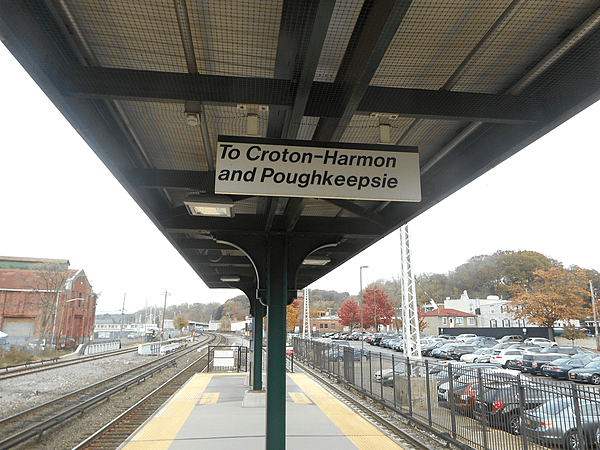 To Croton-Harmon
and Poughkeepsie